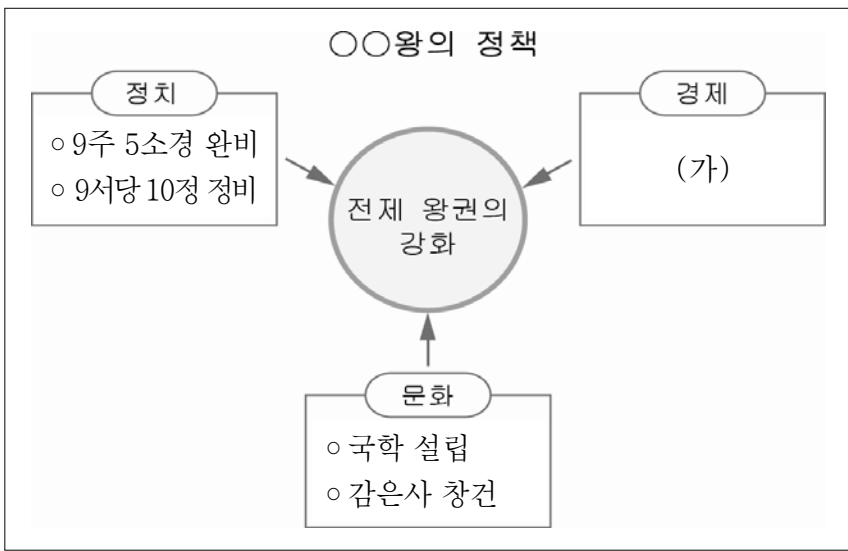 ○○왕의 정책
정치
○ 9주 5소경 완비
○ 9서당 10정 정비
경제
(가)
전제 왕권의
강화
문화
○ 국학 설립
○ 감은사 창건